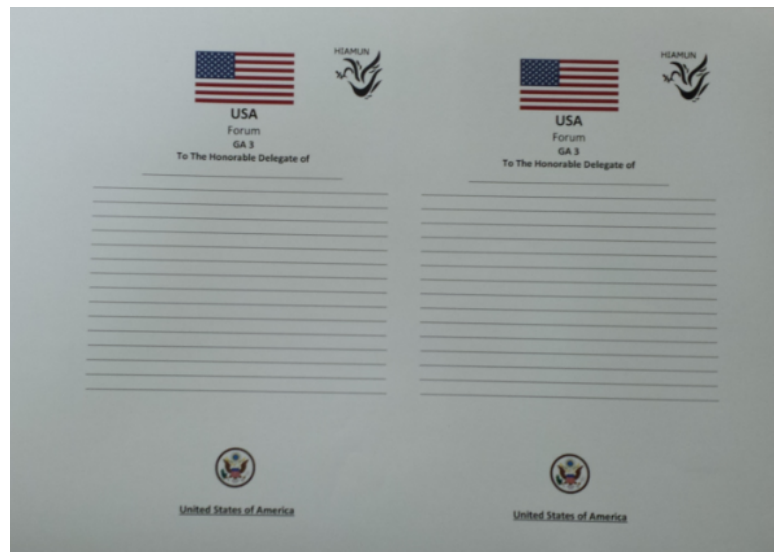 HIAMUN
USA
Forum
GA 3
To The Honorable Delegate of
United States of America
HIAMUN
USA
Forum
GA 3
To The Honorable Delegate of
United States of America